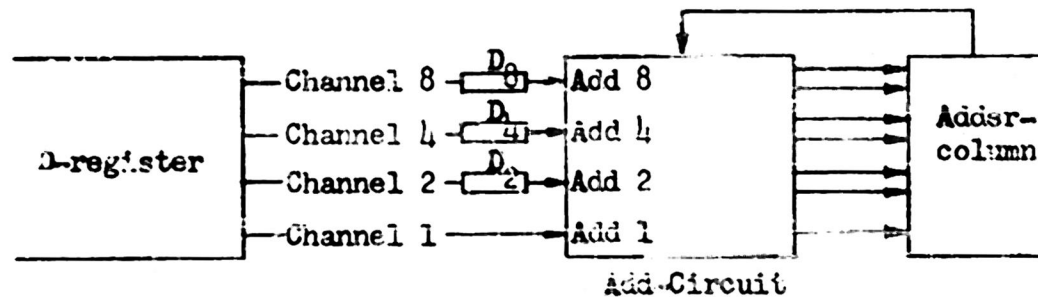 D-register
Channel 8 D8 Add 8
Channel 4 D4 Add 4
Channel 2 D2 Add 2
Channel 1 Add 1
Adder-
column
Add-Circuit